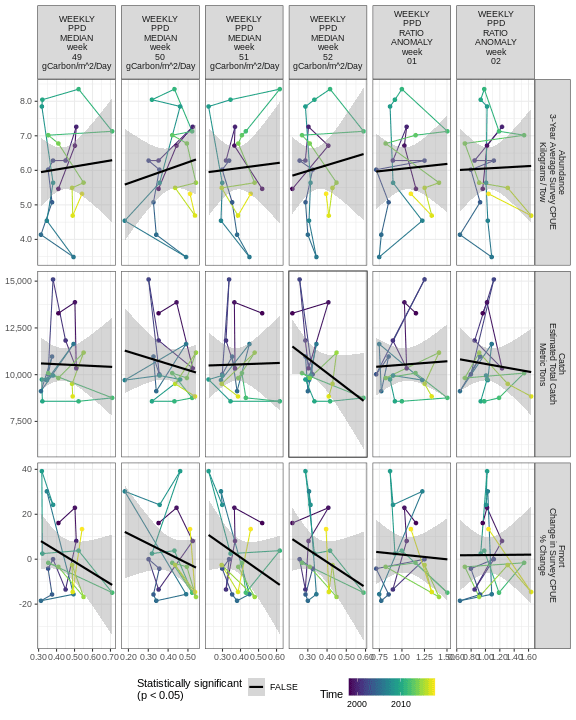 WEEKLY
PPD
MEDIAN
week
49
gCarbon/m^2/Day
WEEKLY
PPD
MEDIAN
week
50
gCarbon/m^2/Day
WEEKLY
PPD
MEDIAN
week
51
gCarbon/m^2/Day
WEEKLY
PPD
MEDIAN
week
52
gCarbon/m^2/Day
WEEKLY
PPD
RATIO
ANOMALY
week
01
WEEKLY
PPD
RATIO
ANOMALY
week
02
8.0
7.0
6.0
5.0
4.0
Abundance
3-Year Average Survey CPUE
Kilograms / Tow
15,000
12,500
10,000
7,500
Catch
Estimated Total Catch
Metric Tons
40
20
0
-20
Fmort
Change in Survey CPUE
% Change
0.30 0.40 0.50 0.60 0.70
0.20 0.30 0.40 0.50
0.20 0.30 0.40 0.50 0.60
0.30 0.40 0.50 0.60
0.75 1.00 1.25 1.50
0.60 0.80 1.00 1.20 1.40 1.60
Statistically significant
(p < 0.05)
FALSE
Time
2000 2010